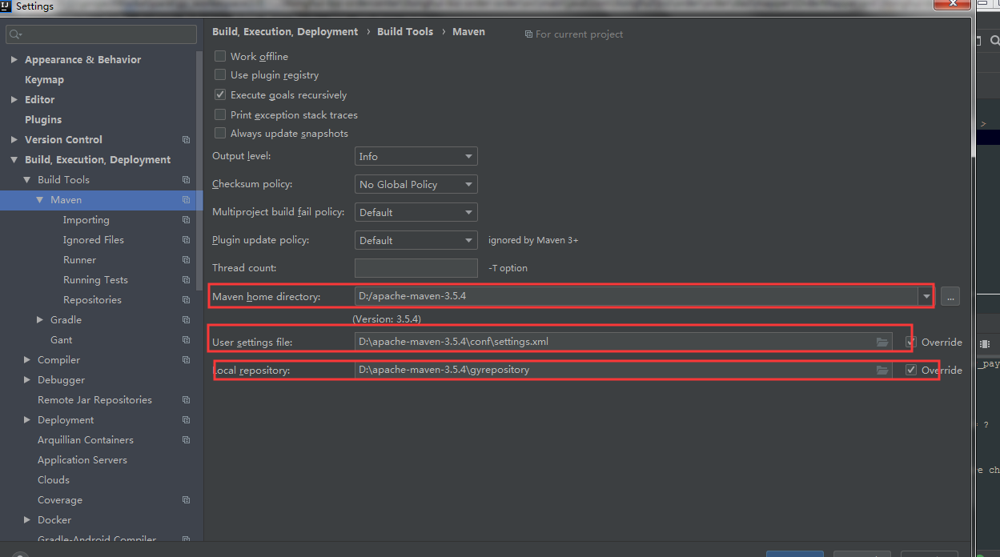 Settings
Build, Execution, Deployment › Build Tools › Maven
For current project
Appearance & Behavior
Keymap
Editor
Plugins
Version Control
Build, Execution, Deployment
Build Tools
Maven
Importing
Ignored Files
Runner
Running Tests
Repositories
Gradle
Gant
Compiler
Debugger
Remote Jar Repositories
Deployment
Arquillian Containers
Application Servers
Clouds
Coverage
Docker
Gradle-Android Compiler
Work offline
Use plugin registry
Execute goals recursively
Print exception stack traces
Always update snapshots
Output level: Info
Checksum policy: No Global Policy
Multiproject build fail policy: Default
Plugin update policy: Default ignored by Maven 3+
Thread count: -T option
Maven home directory: D:/apache-maven-3.5.4 ...
(Version: 3.5.4)
User settings file: D:\apache-maven-3.5.4\conf\settings.xml Override
Local repository: D:\apache-maven-3.5.4\gyrepository Override
>
_pay
?
e ch